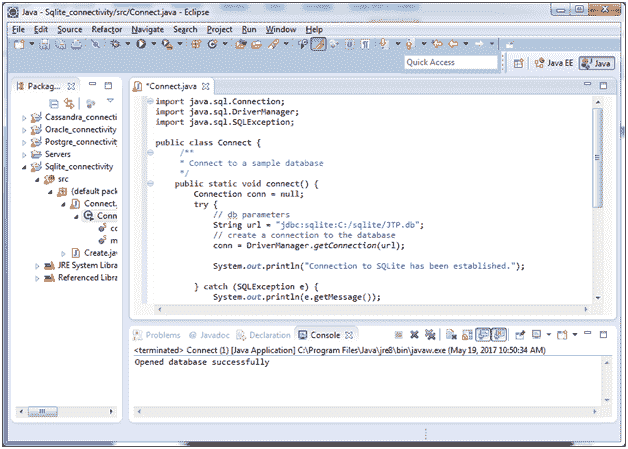 Java - Sqlite_connectivity/src/Connect.java - Eclipse
File Edit Source Refactor Navigate Search Project Run Window Help
Quick Access
Java EE
Java
Packag...
Cassandra_connecti
Oracle_connectivity
Postgre_connectivity
Servers
Sqlite_connectivity
src
(default pack
Connect.
Conn
co
m
Create.jav
JRE System Librar
Referenced Librar
*Connect.java
import java.sql.Connection;
import java.sql.DriverManager;
import java.sql.SQLException;
public class Connect {
/**
* Connect to a sample database
*/
public static void connect() {
Connection conn = null;
try {
// db parameters
String url = "jdbc:sqlite:C:/sqlite/JTP.db";
// create a connection to the database
conn = DriverManager.getConnection(url);
System.out.println("Connection to SQLite has been established.");
} catch (SQLException e) {
System.out.println(e.getMessage());
Problems @ Javadoc Declaration Console
<terminated> Connect (1) [Java Application] C:\Program Files\Java\jre8\bin\javaw.exe (May 19, 2017 10:50:34 AM)
Opened database successfully